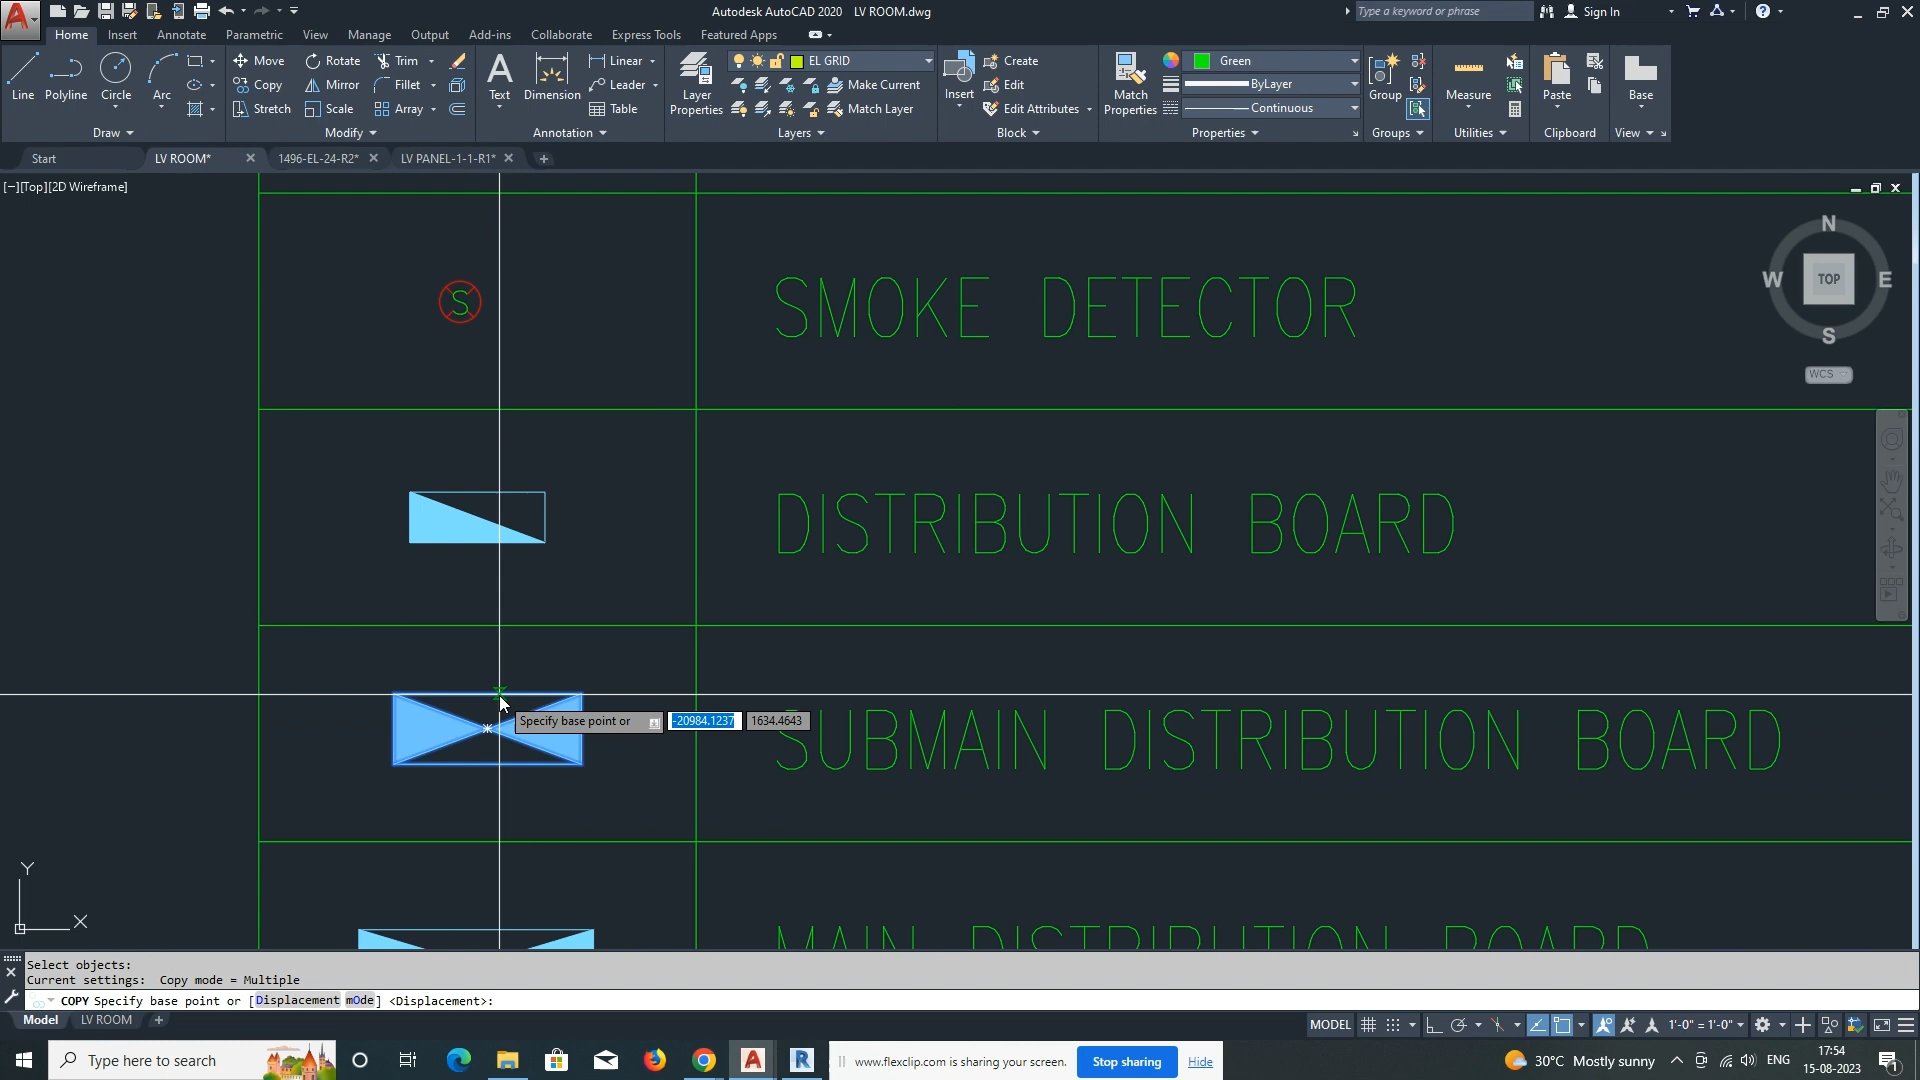 Autodesk AutoCAD 2020 LV ROOM.dwg
Type a keyword or phrase
Sign In
Home Insert Annotate Parametric View Manage Output Add-ins Collaborate Express Tools Featured Apps
Line Polyline Circle Arc
Move Rotate Trim
Copy Mirror Fillet
Stretch Scale Array
Text Dimension
Linear
Leader
Table
Layer Properties
EL GRID
Make Current
Match Layer
Insert
Create
Edit
Edit Attributes
Match Properties
Green
ByLayer
Continuous
Group
Measure
Paste
Base
Draw Modify Annotation Layers Block Properties Groups Utilities Clipboard View
Start LV ROOM* 1496-EL-24-R2* LV PANEL-1-1-R1*
[−][Top][2D Wireframe]
N
W TOP E
S
WCS
S
SMOKE DETECTOR
DISTRIBUTION BOARD
Specify base point or -20984.1237 1634.4643
SUBMAIN DISTRIBUTION BOARD
MAIN DISTRIBUTION BOARD
Y
X
Select objects:
Current settings: Copy mode = Multiple
COPY Specify base point or [Displacement mOde] <Displacement>:
Model LV ROOM
MODEL 1'-0" = 1'-0"
Type here to search
www.flexclip.com is sharing your screen. Stop sharing Hide
30°C Mostly sunny
ENG
17:54
15-08-2023
1